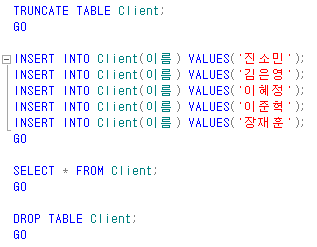 TRUNCATE TABLE Client;
GO
INSERT INTO Client(이름) VALUES('진소민');
INSERT INTO Client(이름) VALUES('김은영');
INSERT INTO Client(이름) VALUES('이혜정');
INSERT INTO Client(이름) VALUES('이준혁');
INSERT INTO Client(이름) VALUES('장재훈');
GO
SELECT * FROM Client;
GO
DROP TABLE Client;
GO